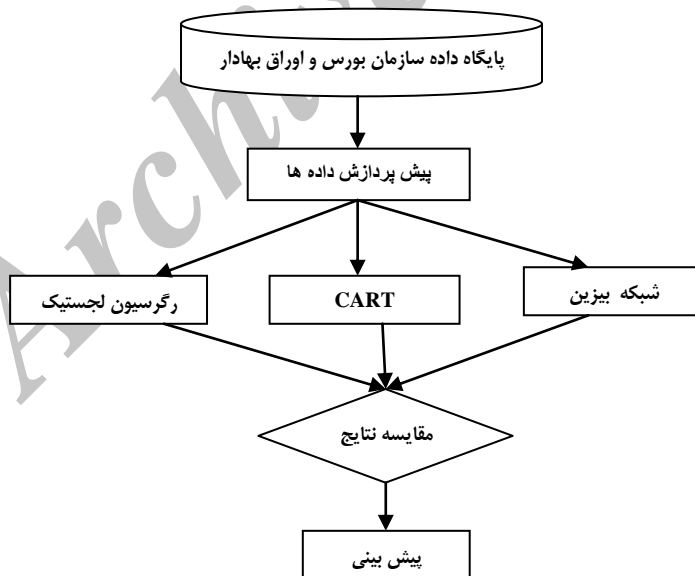 پایگاه داده سازمان بورس و اوراق بهادار
پیش پردازش داده ها
شبکه بیزین
CART
رگرسیون لجستیک
مقایسه نتایج
پیش بینی